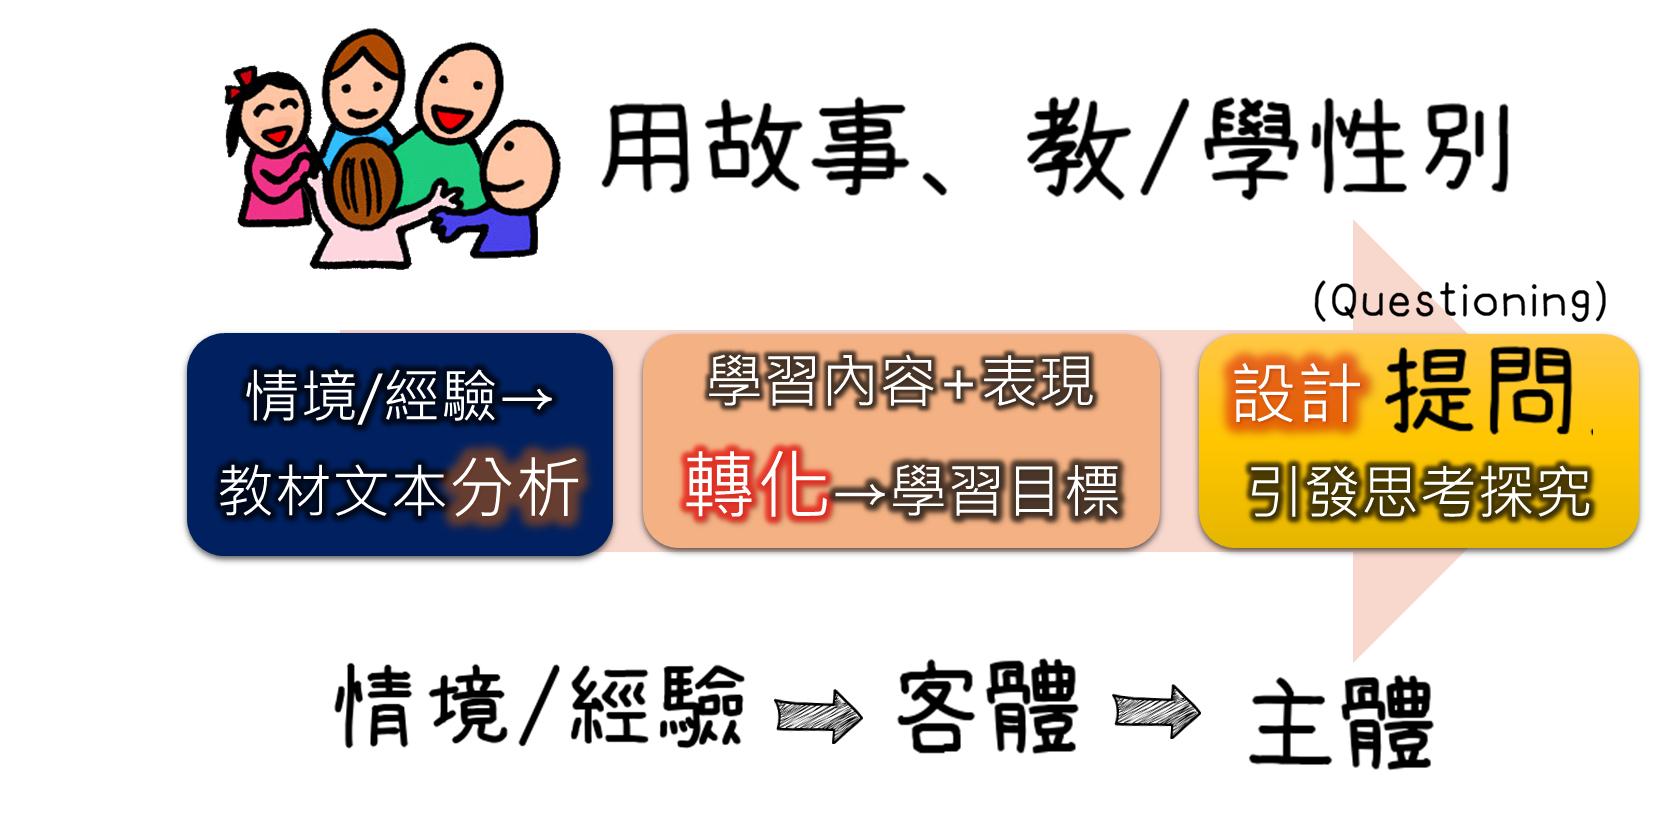 用故事、教/學性別
(Questioning)
情境/經驗→
教材文本分析
學習內容+表現
轉化→學習目標
設計 提問
引發思考探究
情境/經驗 客體 主體